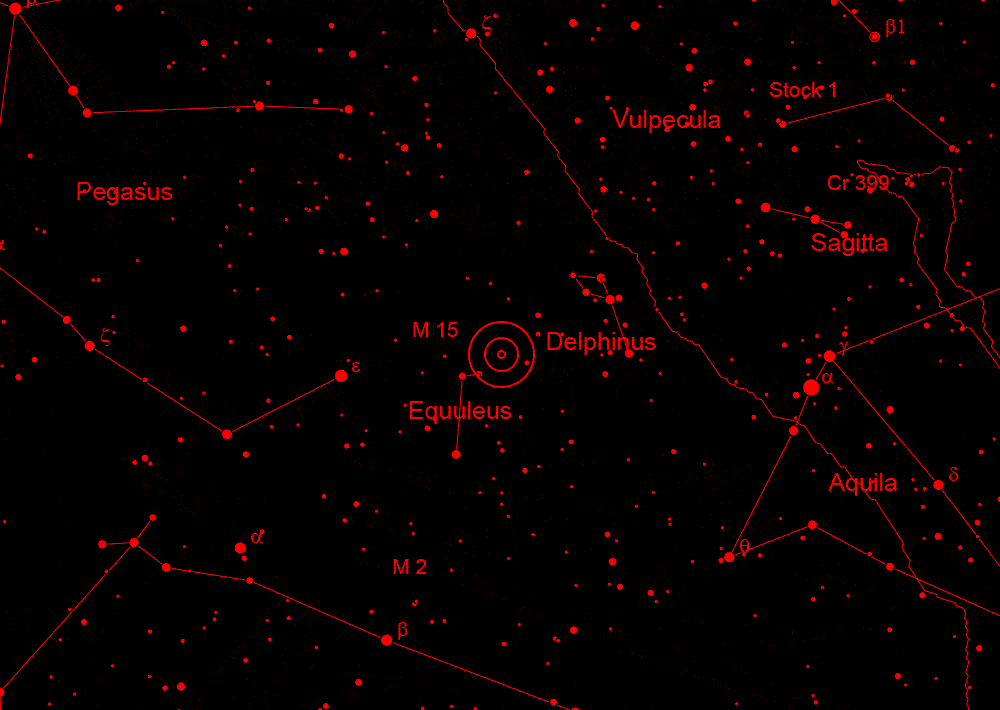 β
ζ
β1
Stock 1
Vulpecula
Cr 399
Pegasus
Sagitta
α
M 15
ζ
Delphinus
γ
ε
α
Equuleus
δ
Aquila
α
θ
M 2
β